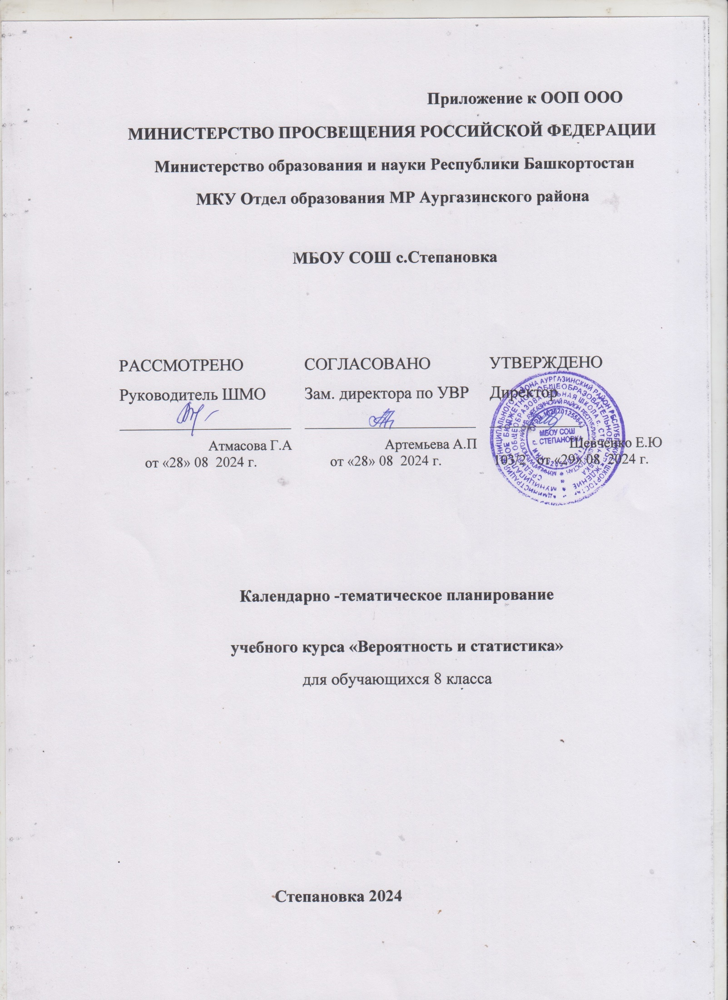 Приложение к ООП ООО
МИНИСТЕРСТВО ПРОСВЕЩЕНИЯ РОССИЙСКОЙ ФЕДЕРАЦИИ
Министерство образования и науки Республики Башкортостан
МКУ Отдел образования МР Аургазинского района
МБОУ СОШ с.Степановка
РАССМОТРЕНО
Руководитель ШМО
Атмасова Г.А
от «28» 08 2024 г.
СОГЛАСОВАНО
Зам. директора по УВР
Артемьева А.П
от «28» 08 2024 г.
УТВЕРЖДЕНО
Директор
Шевченко Е.Ю
103/2 от «29» 08 2024 г.
МБОУ СОШ
с. СТЕПАНОВКА
Календарно -тематическое планирование
учебного курса «Вероятность и статистика»
для обучающихся 8 класса
Степановка 2024